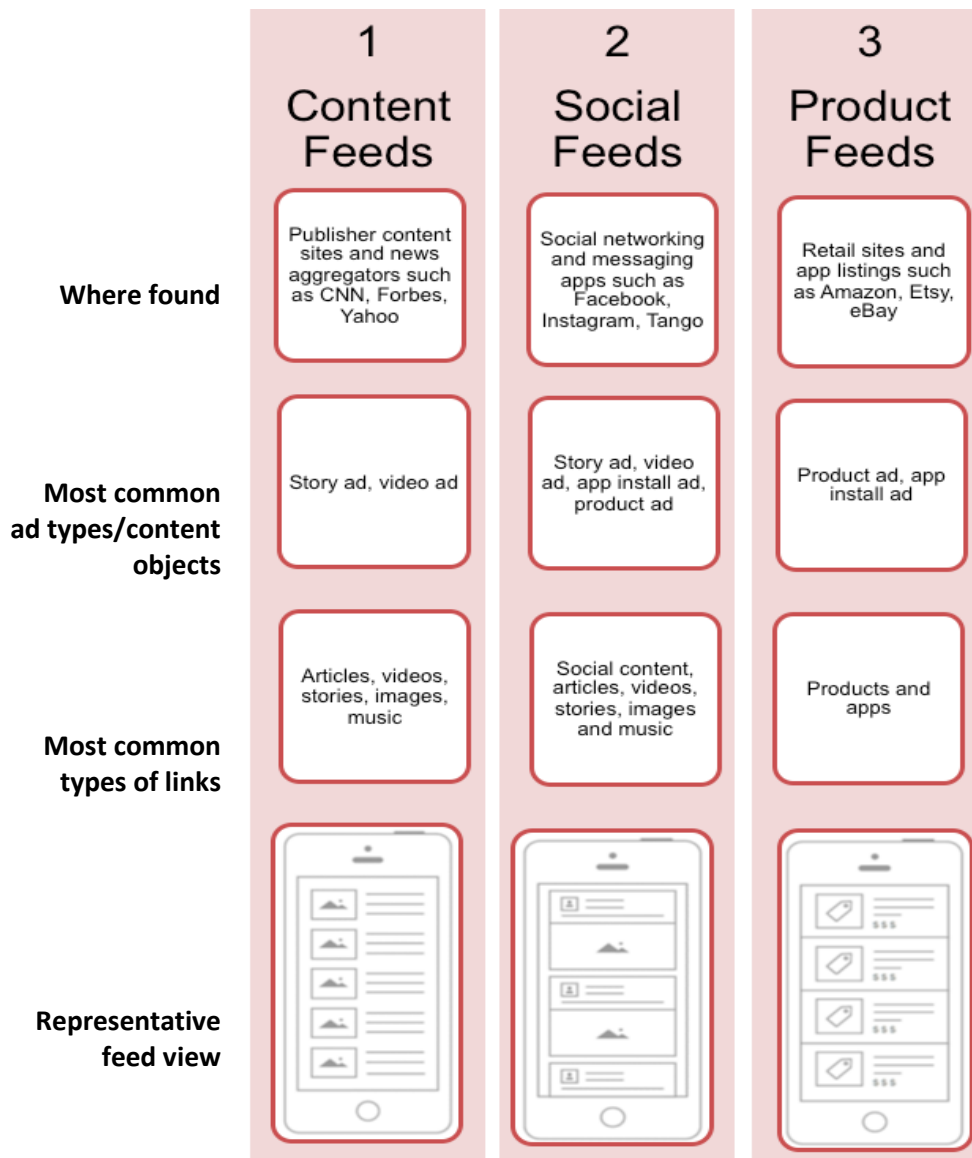 1
Content
Feeds
2
Social
Feeds
3
Product
Feeds
Where found
Publisher content
sites and news
aggregators such
as CNN, Forbes,
Yahoo
Social networking
and messaging
apps such as
Facebook,
Instagram, Tango
Retail sites and
app listings such
as Amazon, Etsy,
eBay
Most common
ad types/content
objects
Story ad, video ad
Story ad, video
ad, app install ad,
product ad
Product ad, app
install ad
Most common
types of links
Articles, videos,
stories, images,
music
Social content,
articles, videos,
stories, images
and music
Products and
apps
Representative
feed view
$$$
$$$
$$$
$$$